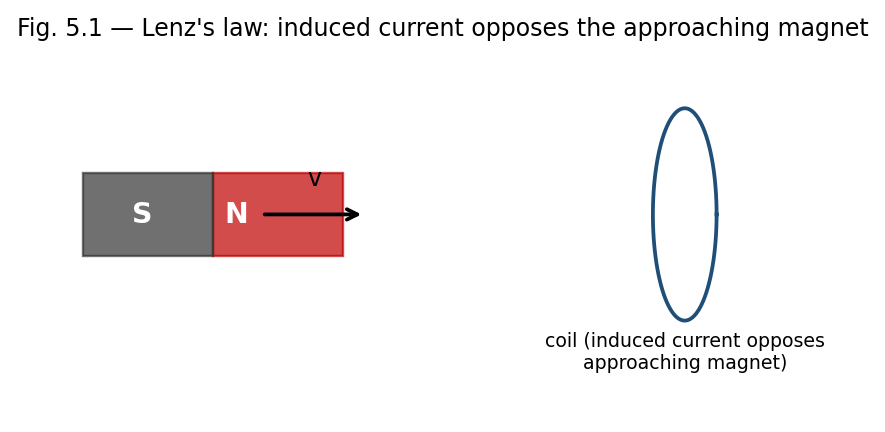 Fig. 5.1 — Lenz's law: induced current opposes the approaching magnet
v
S
N
coil (induced current opposes
approaching magnet)